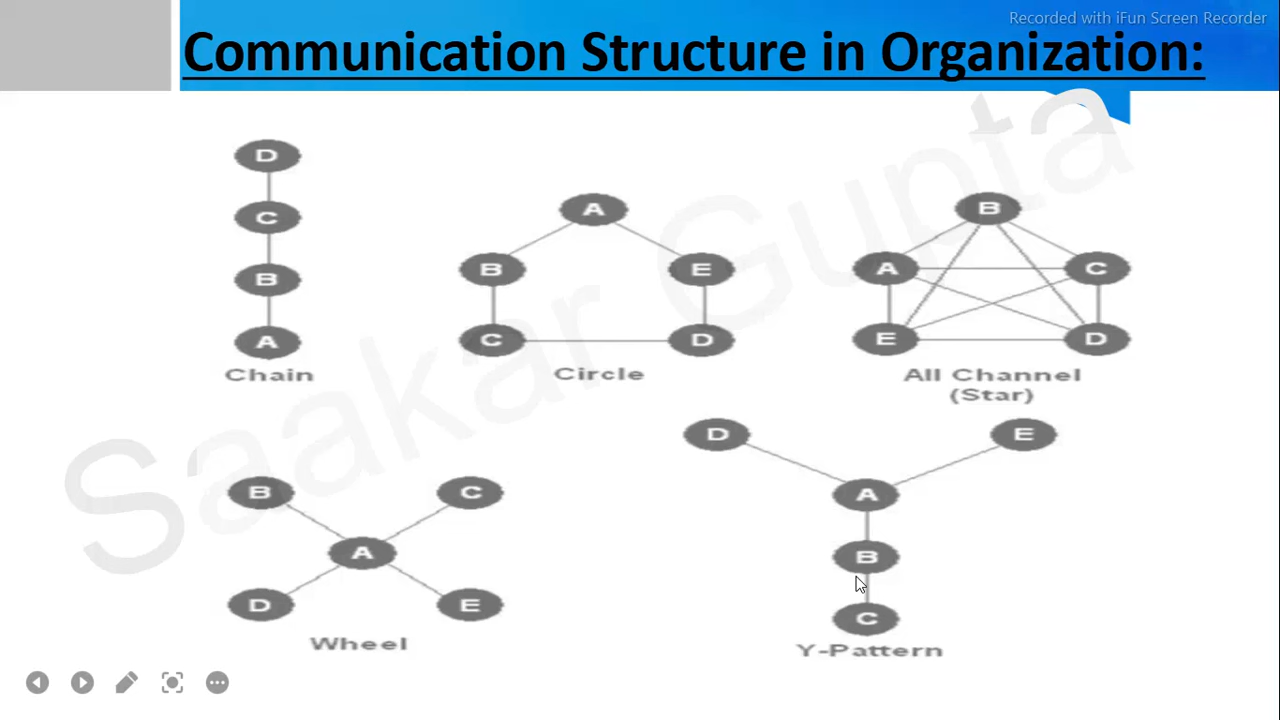 Recorded with iFun Screen Recorder
Communication Structure in Organization:
D
C
B
A
Chain
A
B
E
C
D
Circle
B
A
C
E
D
All Channel
(Star)
B
C
A
D
E
Wheel
D
E
A
B
C
Y-Pattern
Saakar Gupta